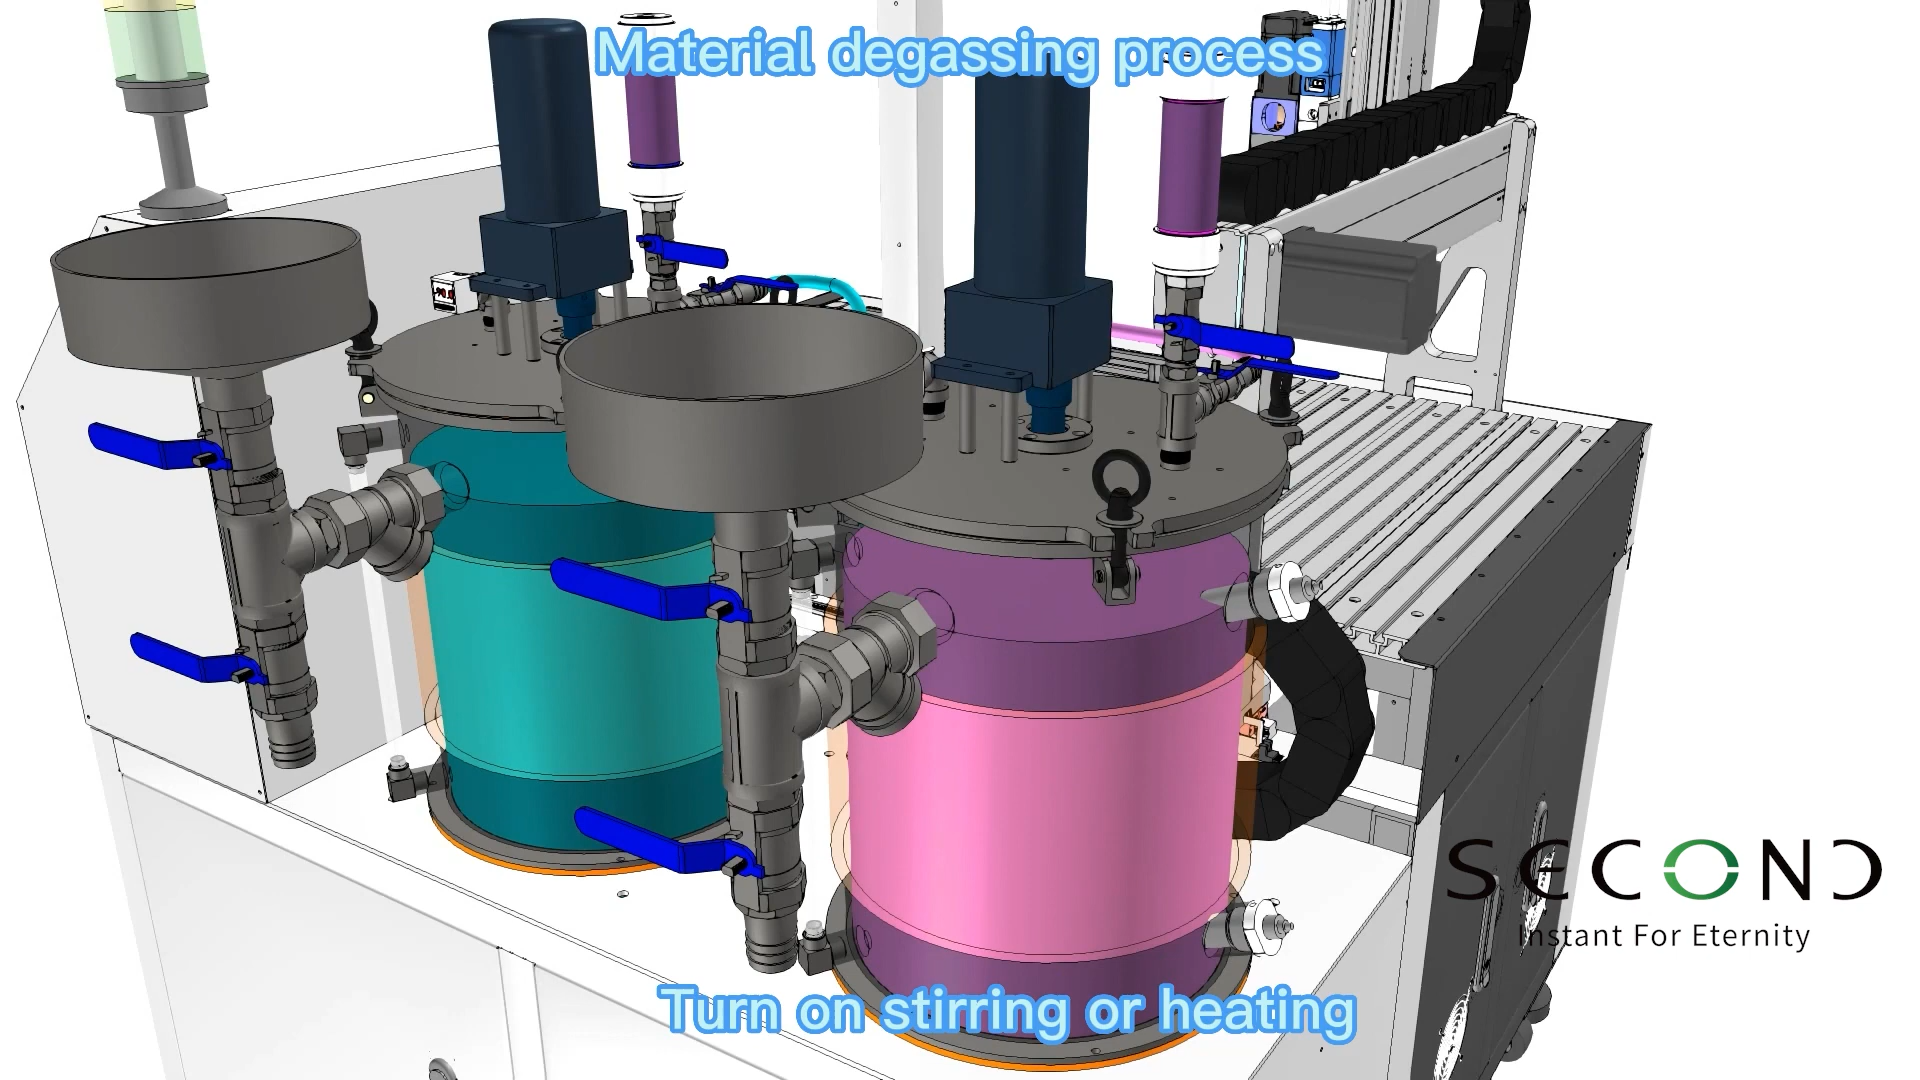 Material degassing process
SECOND
Instant For Eternity
Turn on stirring or heating